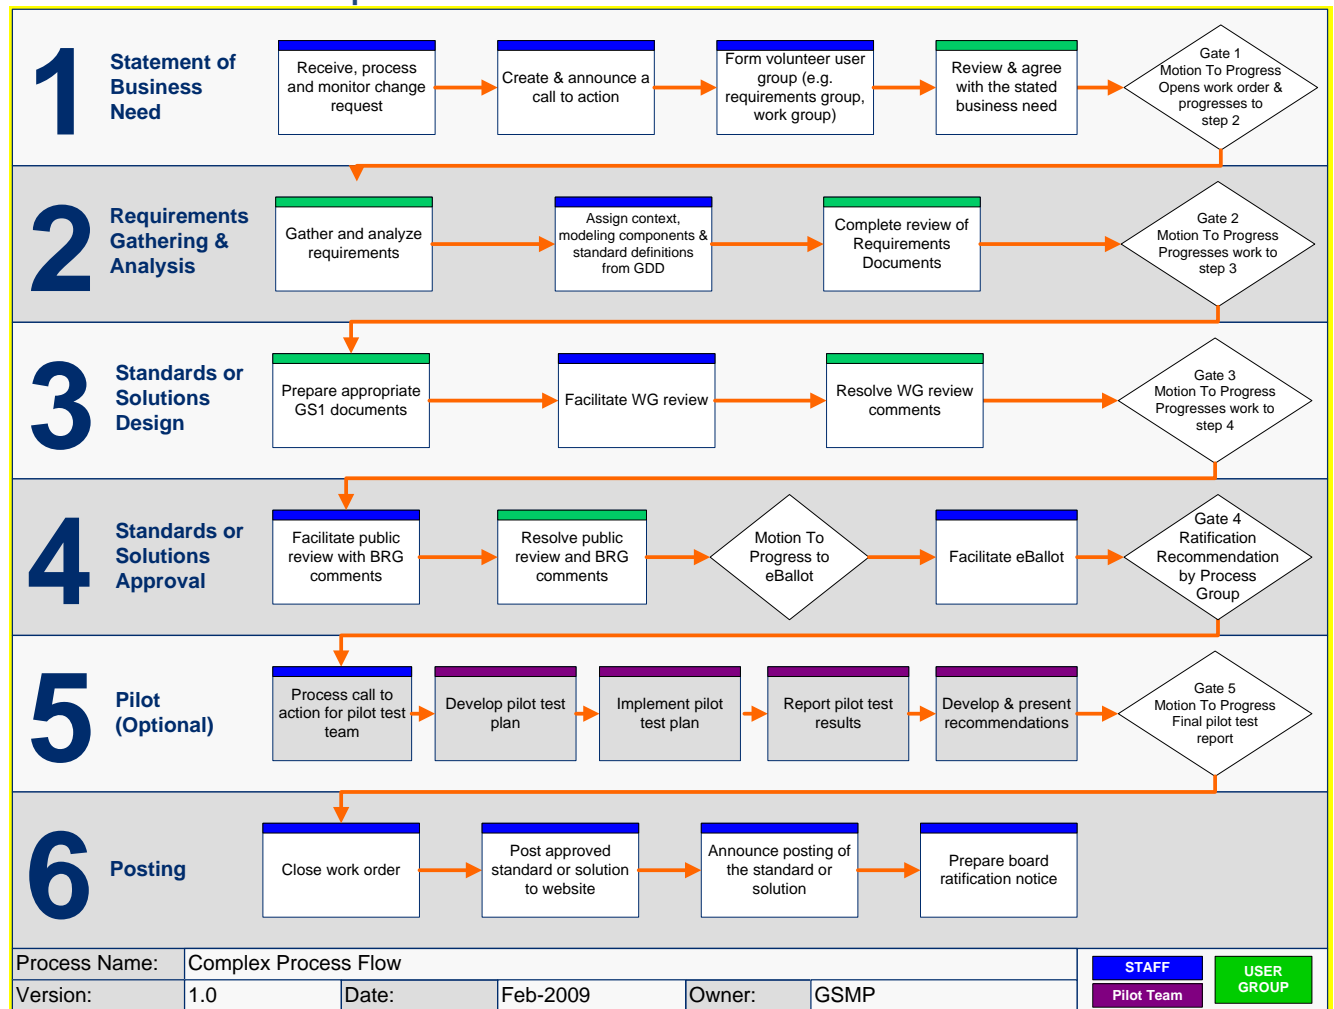 1
Statement of
Business
Need
Receive, process
and monitor change
request
Create & announce a
call to action
Form volunteer user
group (e.g.
requirements group,
work group)
Review & agree
with the stated
business need
Gate 1
Motion To Progress
Opens work order &
progresses to
step 2
2
Requirements
Gathering &
Analysis
Gather and analyze
requirements
Assign context,
modeling components &
standard definitions
from GDD
Complete review of
Requirements
Documents
Gate 2
Motion To Progress
Progresses work to
step 3
3
Standards or
Solutions
Design
Prepare appropriate
GS1 documents
Facilitate WG review
Resolve WG review
comments
Gate 3
Motion To Progress
Progresses work to
step 4
4
Standards or
Solutions
Approval
Facilitate public
review with BRG
comments
Resolve public
review and BRG
comments
Motion To
Progress to
eBallot
Facilitate eBallot
Gate 4
Ratification
Recommendation
by Process
Group
5
Pilot
(Optional)
Process call to
action for pilot test
team
Develop pilot test
plan
Implement pilot
test plan
Report pilot test
results
Develop & present
recommendations
Gate 5
Motion To Progress
Final pilot test
report
6
Posting
Close work order
Post approved
standard or solution
to website
Announce posting of
the standard or
solution
Prepare board
ratification notice
Process Name: Complex Process Flow
Version: 1.0 Date: Feb-2009 Owner: GSMP
STAFF
Pilot Team
USER
GROUP